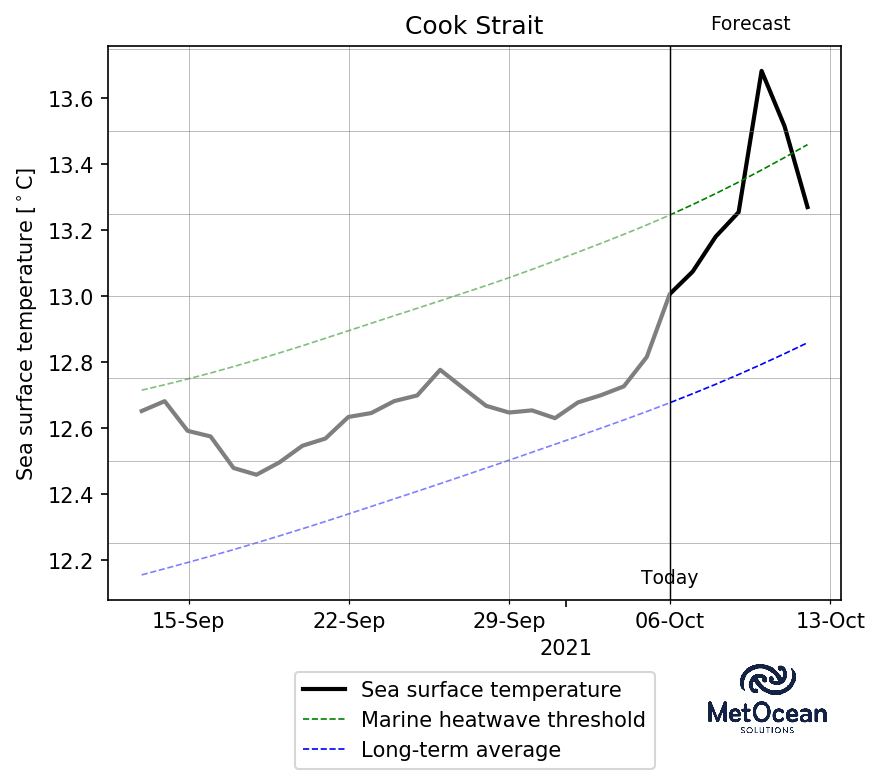 Cook Strait
Forecast
Sea surface temperature [°C]
13.6
13.4
13.2
13.0
12.8
12.6
12.4
12.2
Today
15-Sep
22-Sep
29-Sep
06-Oct
13-Oct
2021
Sea surface temperature
Marine heatwave threshold
Long-term average
MetOcean
SOLUTIONS